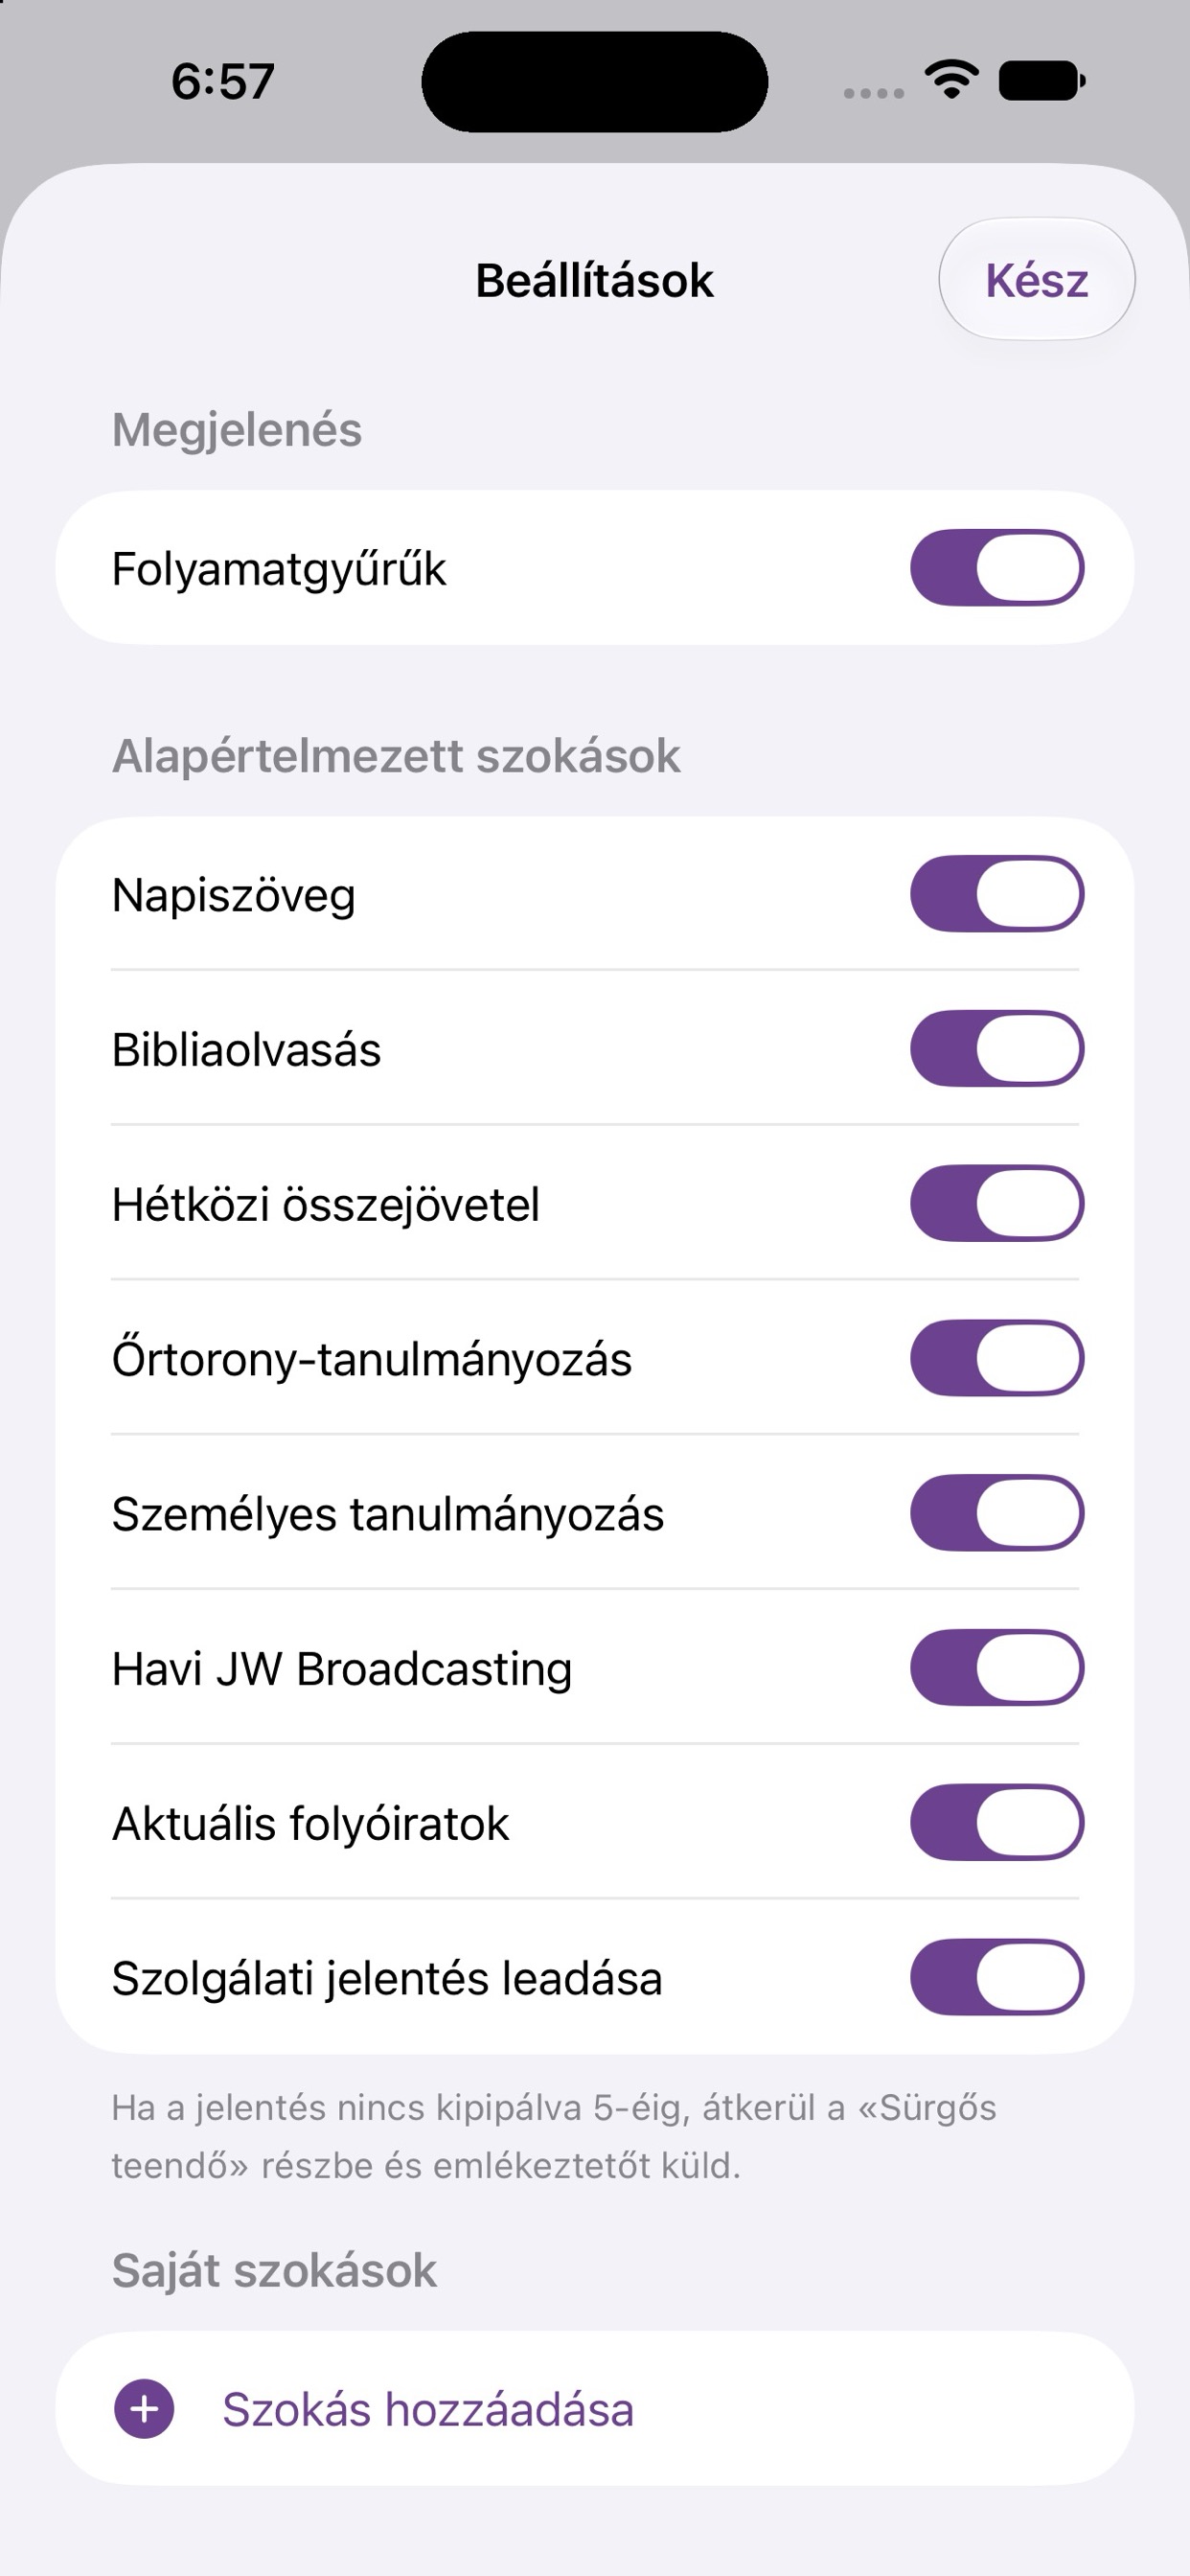 6:57
Beállítások
Kész
Megjelenés
Folyamatgyűrűk
Alapértelmezett szokások
Napiszöveg
Bibliaolvasás
Hétközi összejövetel
Őrtorony-tanulmányozás
Személyes tanulmányozás
Havi JW Broadcasting
Aktuális folyóiratok
Szolgálati jelentés leadása
Ha a jelentés nincs kipipálva 5-éig, átkerül a «Sürgős
teendő» részbe és emlékeztetőt küld.
Saját szokások
Szokás hozzáadása